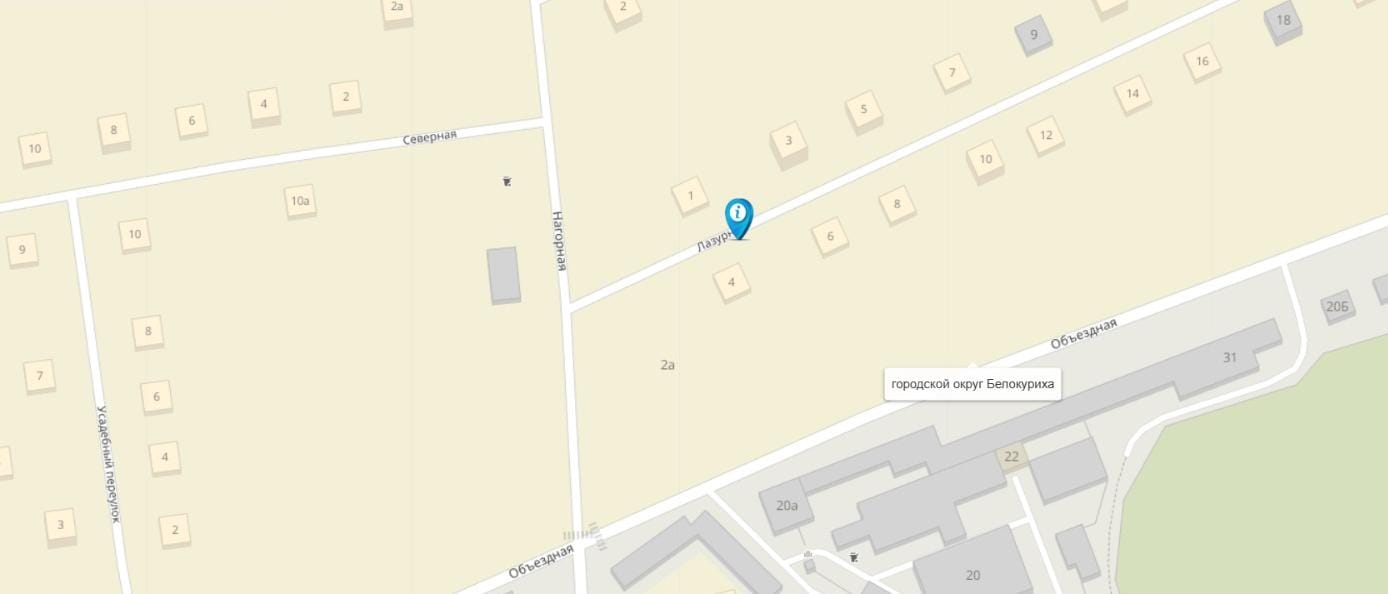 2а
2
9
18
7
16
2
4
6
8
10
5
14
Северная
3
12
10
10а
1
8
10
9
Нагорная
Лазурн
6
4
8
Объездная
20Б
31
2а
7
городской округ Белокуриха
6
Усадебный переулок
4
22
20а
3
2
Объездная
20